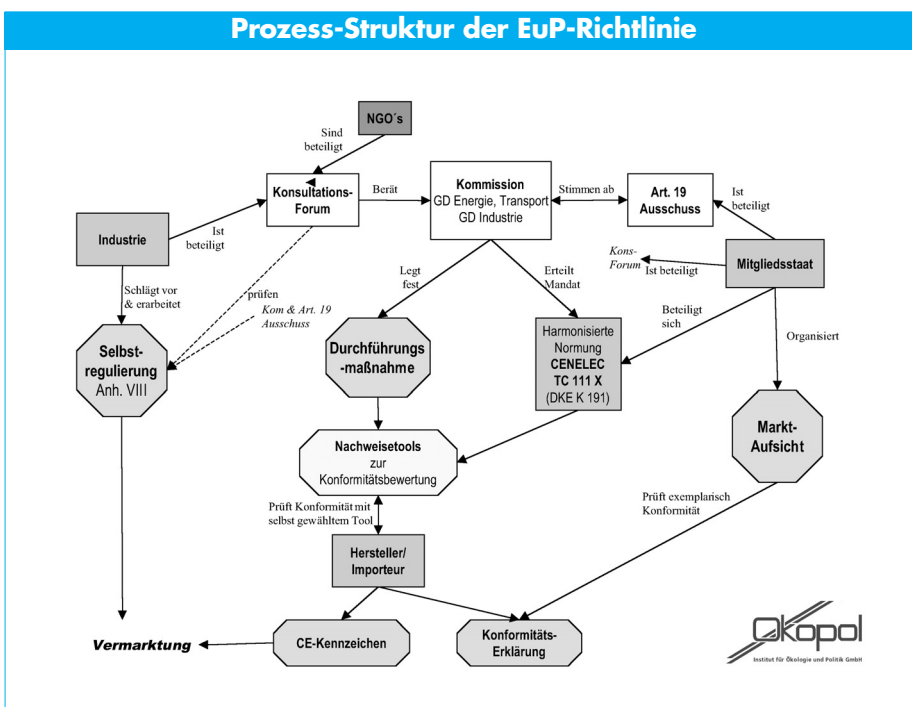 Prozess-Struktur der EuP-Richtlinie
NGO´s
Sind
beteiligt
Konsultations-
Forum
Berät
Kommission
GD Energie, Transport
GD Industrie
Stimmen ab
Art. 19
Ausschuss
Ist
beteiligt
Industrie
Ist
beteiligt
Kons-
Forum
Ist beteiligt
Mitgliedsstaat
Schlägt vor
& erarbeitet
prüfen
Kom & Art. 19
Ausschuss
Legt
fest
Erteilt
Mandat
Beteiligt
sich
Organisiert
Selbst-
regulierung
Anh. VIII
Durchführungs
-maßnahme
Harmonisierte
Normung
CENELEC
TC 111 X
(DKE K 191)
Markt-
Aufsicht
Nachweisetools
zur
Konformitätsbewertung
Prüft Konformität mit
selbst gewähltem Tool
Prüft exemplarisch
Konformität
Hersteller/
Importeur
Vermarktung
CE-Kennzeichen
Konformitäts-
Erklärung
Ökopol
Institut für Ökologie und Politik GmbH